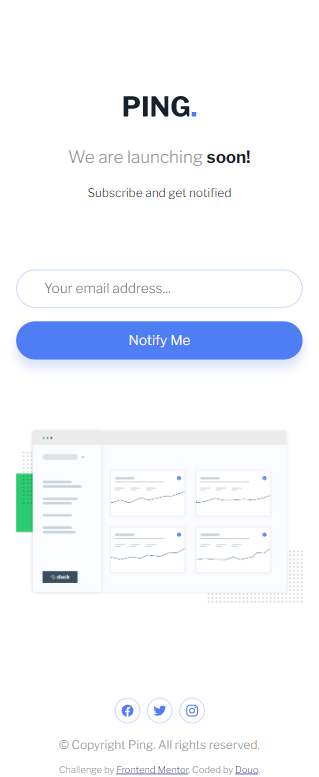 PING.
We are launching soon!
Subscribe and get notified
Your email address...
Notify Me
slack
© Copyright Ping. All rights reserved.
Challenge by Frontend Mentor. Coded by Douo.